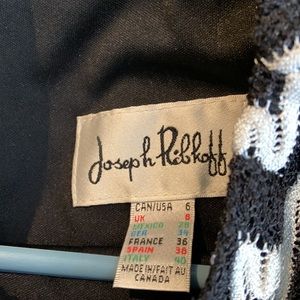 Joseph Ribkoff
CAN/USA 6
UK 8
MEXICO 28
GER 34
FRANCE 36
SPAIN 38
ITALY 40
MADE IN/FAIT AU
CANADA